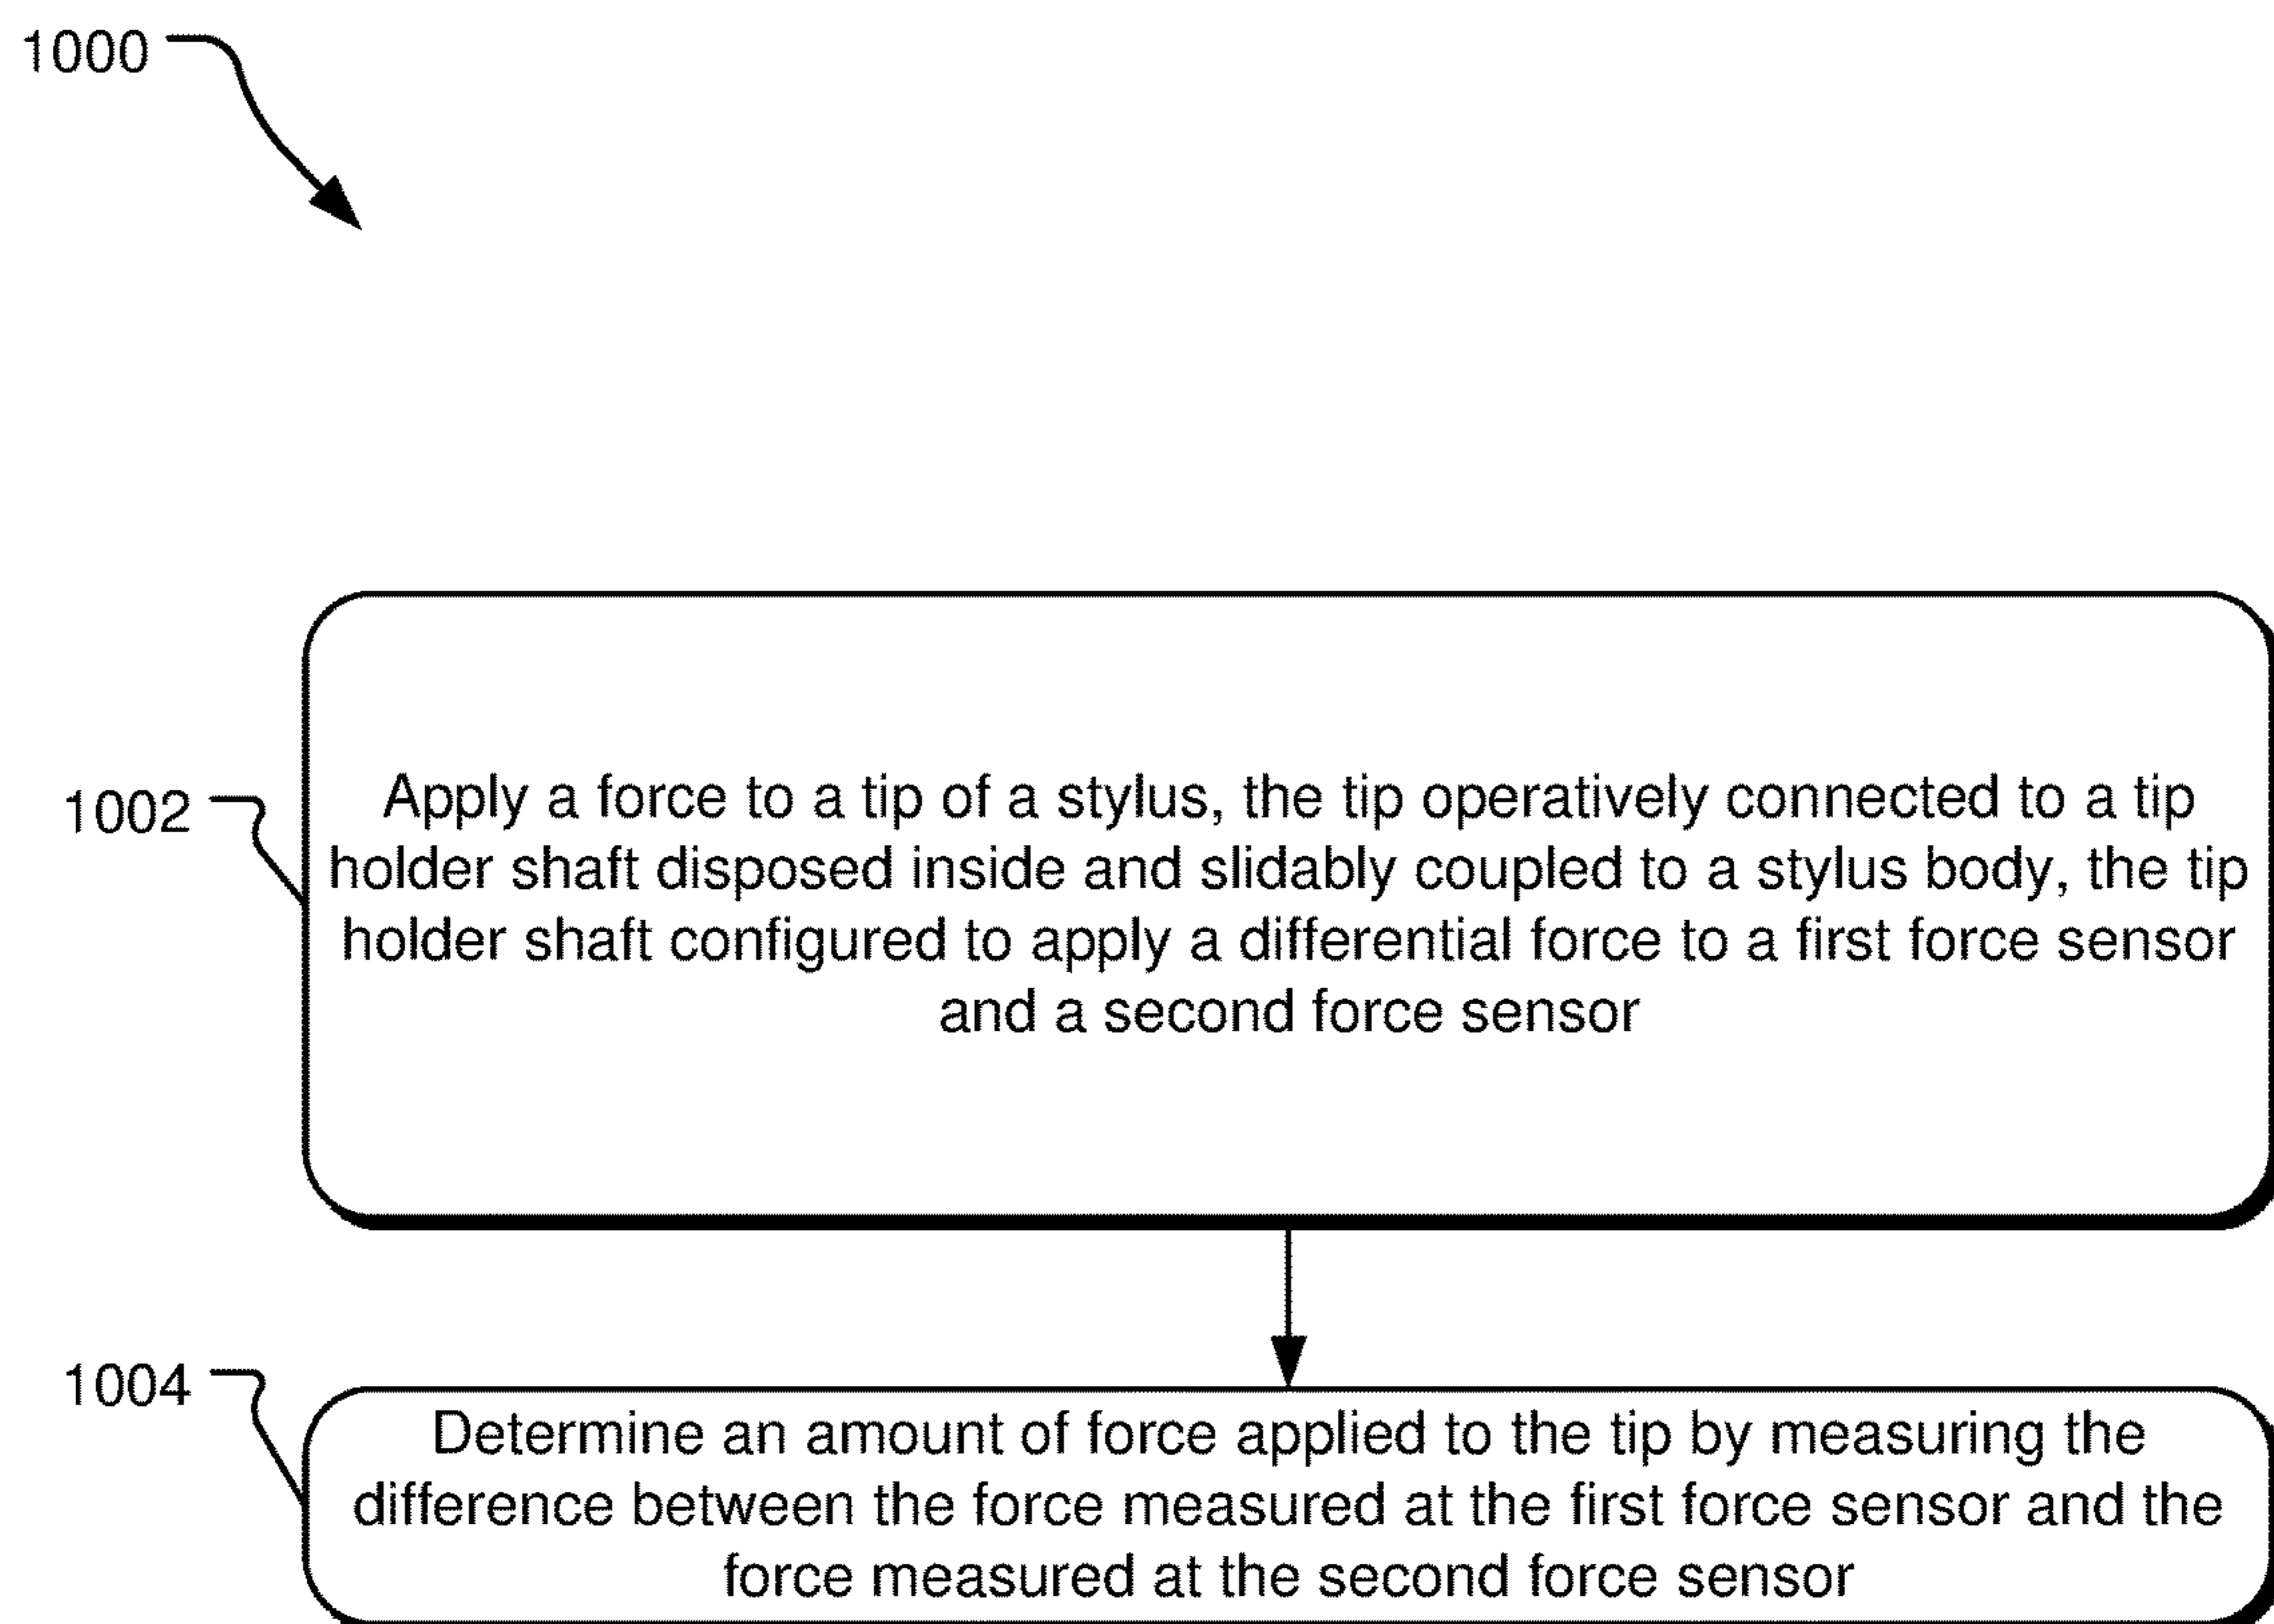 1000
1002
Apply a force to a tip of a stylus, the tip operatively connected to a tip
holder shaft disposed inside and slidably coupled to a stylus body, the tip
holder shaft configured to apply a differential force to a first force sensor
and a second force sensor
1004
Determine an amount of force applied to the tip by measuring the
difference between the force measured at the first force sensor and the
force measured at the second force sensor